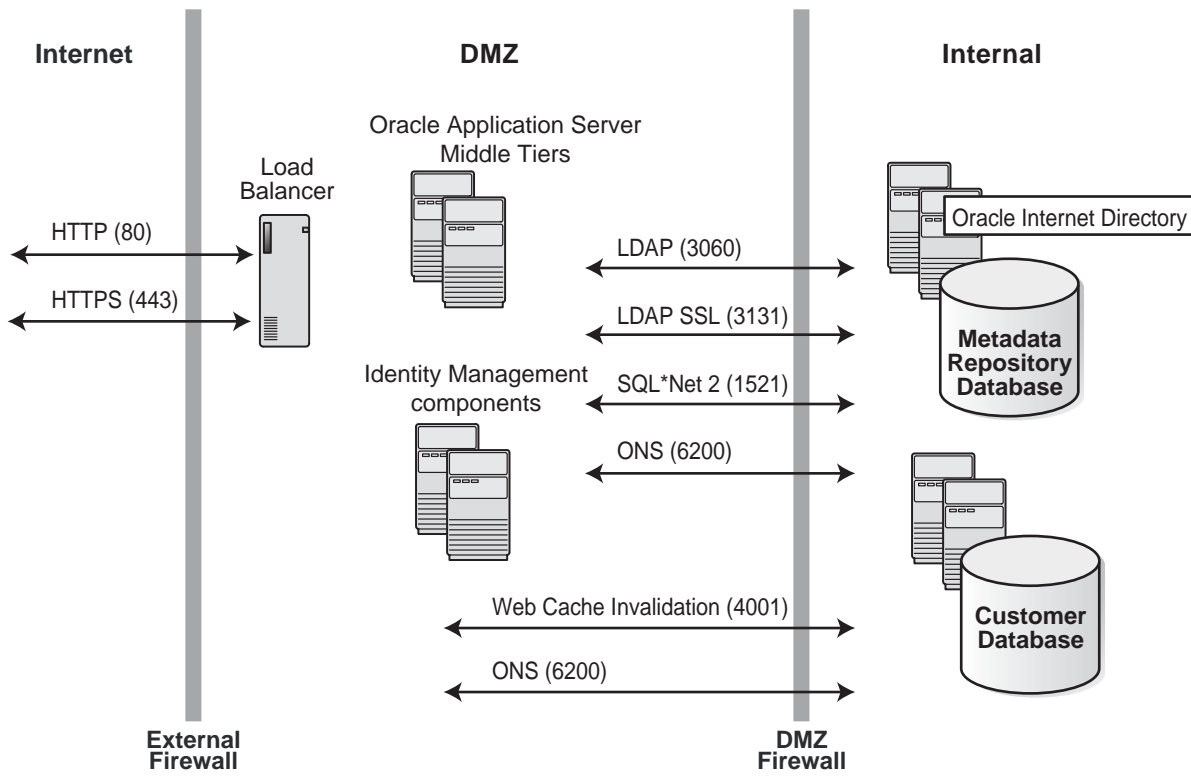 Internet
DMZ
Internal
Oracle Application Server
Middle Tiers
Load
Balancer
Oracle Internet Directory
HTTP (80)
LDAP (3060)
HTTPS (443)
LDAP SSL (3131)
Metadata
Repository
Database
Identity Management
components
SQL*Net 2 (1521)
ONS (6200)
Web Cache Invalidation (4001)
Customer
Database
ONS (6200)
External
Firewall
DMZ
Firewall